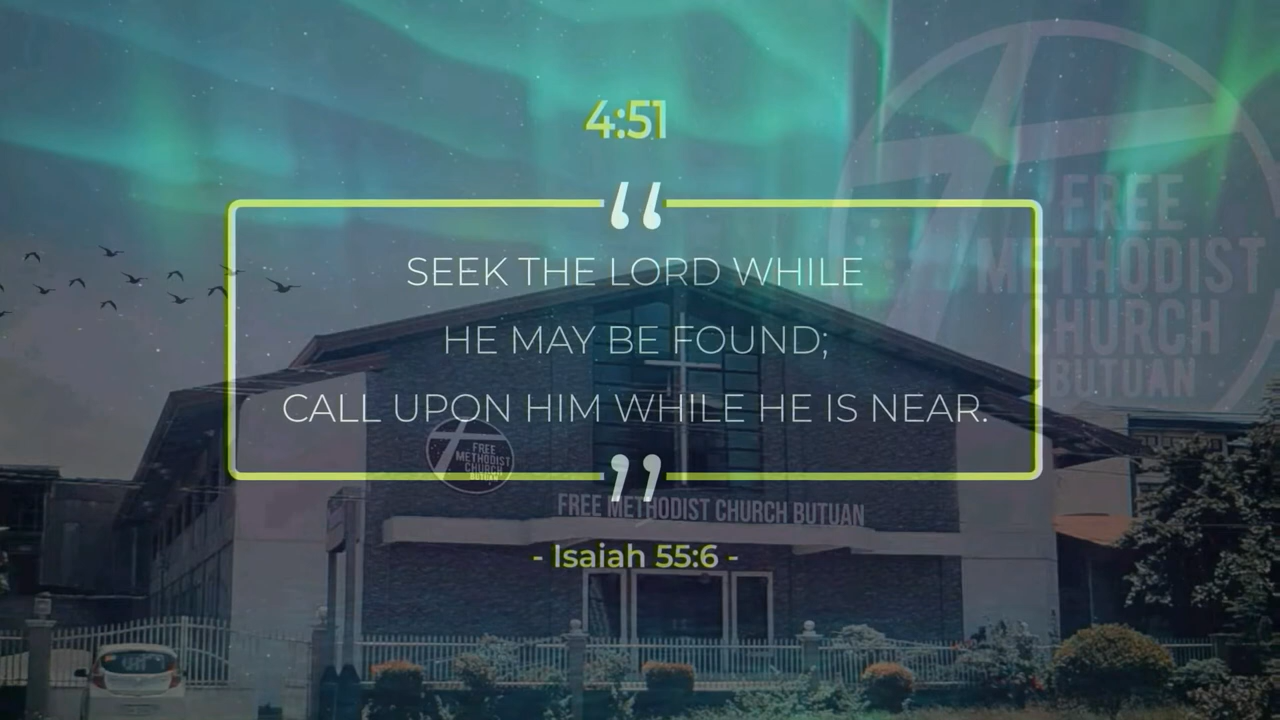 4:51
“
SEEK THE LORD WHILE
HE MAY BE FOUND;
CALL UPON HIM WHILE HE IS NEAR.
”
- Isaiah 55:6 -
FREE
METHODIST
CHURCH
BUTUAN
FREE
METHODIST
CHURCH
BUTUAN
FREE METHODIST CHURCH BUTUAN